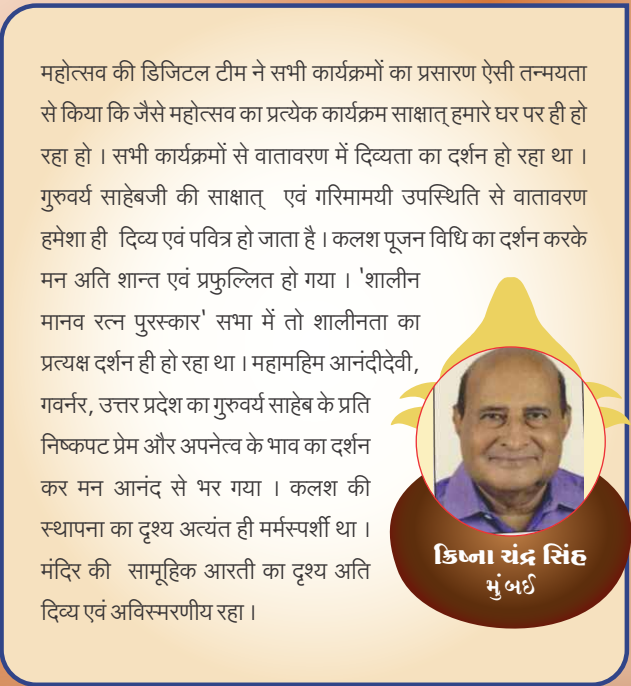 महोत्सव की डिजिटल टीम ने सभी कार्यक्रमों का प्रसारण ऐसी तन्मयता
से किया कि जैसे महोत्सव का प्रत्येक कार्यक्रम साक्षात् हमारे घर पर ही हो
रहा हो । सभी कार्यक्रमों से वातावरण में दिव्यता का दर्शन हो रहा था ।
गुरुवर्य साहेबजी की साक्षात् एवं गरिमामयी उपस्थिति से वातावरण
हमेशा ही दिव्य एवं पवित्र हो जाता है । कलश पूजन विधि का दर्शन करके
मन अति शान्त एवं प्रफुल्लित हो गया । 'शालीन
मानव रत्न पुरस्कार' सभा में तो शालीनता का
प्रत्यक्ष दर्शन ही हो रहा था । महामहिम आनंदीदेवी,
गवर्नर, उत्तर प्रदेश का गुरुवर्य साहेब के प्रति
निष्कपट प्रेम और अपनेत्व के भाव का दर्शन
कर मन आनंद से भर गया । कलश की
स्थापना का दृश्य अत्यंत ही मर्मस्पर्शी था ।
मंदिर की सामूहिक आरती का दृश्य अति
दिव्य एवं अविस्मरणीय रहा ।
ક્રિષ્ના ચંદ્ર સિંહ
મુંબઈ